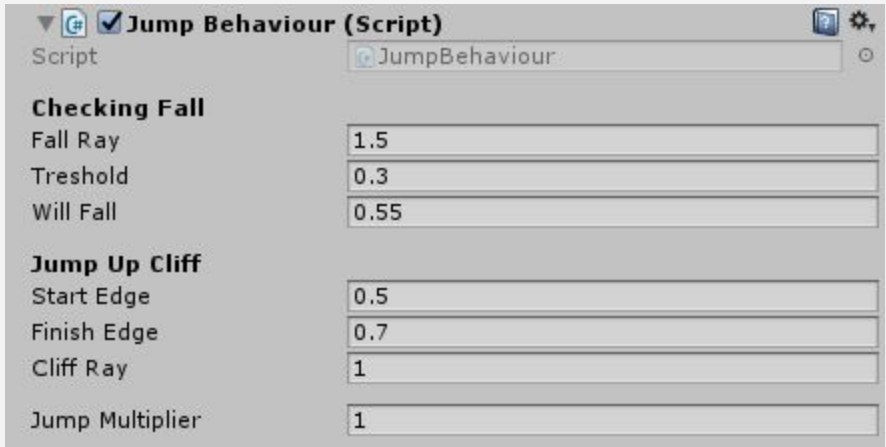 Jump Behaviour (Script)
Script JumpBehaviour
Checking Fall
Fall Ray 1.5
Treshold 0.3
Will Fall 0.55
Jump Up Cliff
Start Edge 0.5
Finish Edge 0.7
Cliff Ray 1
Jump Multiplier 1